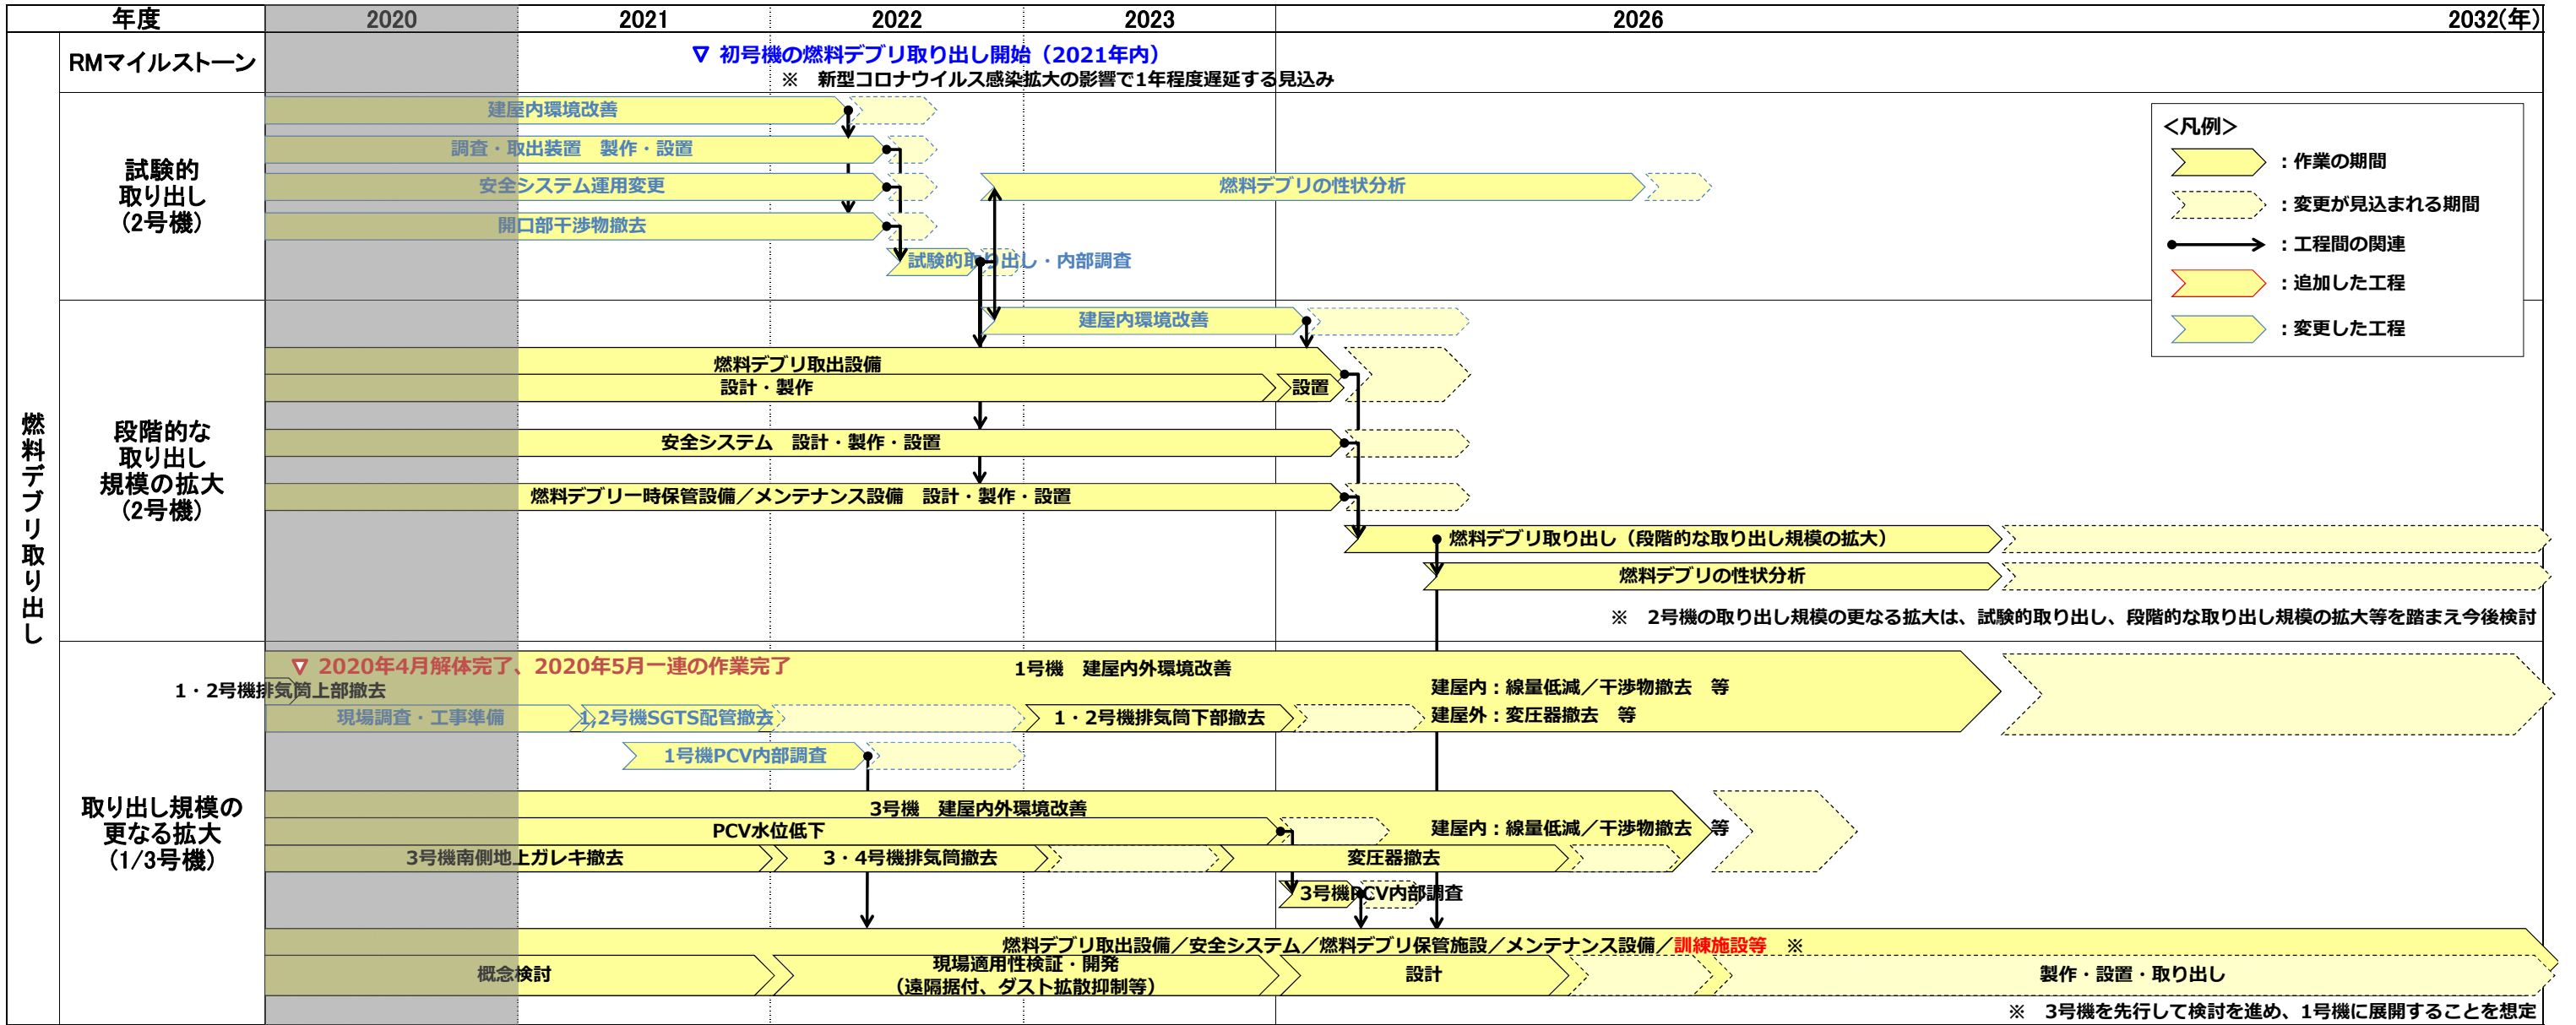 年度 2020 2021 2022 2023 2026 2032(年)
燃料デブリ取り出し
RMマイルストーン
▽ 初号機の燃料デブリ取り出し開始（2021年内）
※　新型コロナウイルス感染拡大の影響で1年程度遅延する見込み
試験的
取り出し
(2号機)
建屋内環境改善
調査・取出装置　製作・設置
安全システム運用変更
燃料デブリの性状分析
開口部干渉物撤去
試験的取り出し・内部調査
＜凡例＞
：作業の期間
：変更が見込まれる期間
：工程間の関連
：追加した工程
：変更した工程
段階的な
取り出し
規模の拡大
(2号機)
建屋内環境改善
燃料デブリ取出設備
設計・製作
設置
安全システム　設計・製作・設置
燃料デブリ一時保管設備／メンテナンス設備　設計・製作・設置
燃料デブリ取り出し（段階的な取り出し規模の拡大）
燃料デブリの性状分析
※　2号機の取り出し規模の更なる拡大は、試験的取り出し、段階的な取り出し規模の拡大等を踏まえ今後検討
取り出し規模の
更なる拡大
(1/3号機)
▽ 2020年4月解体完了、2020年5月一連の作業完了
1号機　建屋内外環境改善
1・2号機排気筒上部撤去
建屋内：線量低減／干渉物撤去　等
現場調査・工事準備
1,2号機SGTS配管撤去
1・2号機排気筒下部撤去
建屋外：変圧器撤去　等
1号機PCV内部調査
3号機　建屋内外環境改善
PCV水位低下
建屋内：線量低減／干渉物撤去　等
3号機南側地上ガレキ撤去
3・4号機排気筒撤去
変圧器撤去
3号機PCV内部調査
燃料デブリ取出設備／安全システム／燃料デブリ保管施設／メンテナンス設備／訓練施設等　※
概念検討
現場適用性検証・開発
（遠隔据付、ダスト拡散抑制等）
設計
製作・設置・取り出し
※　3号機を先行して検討を進め、1号機に展開することを想定